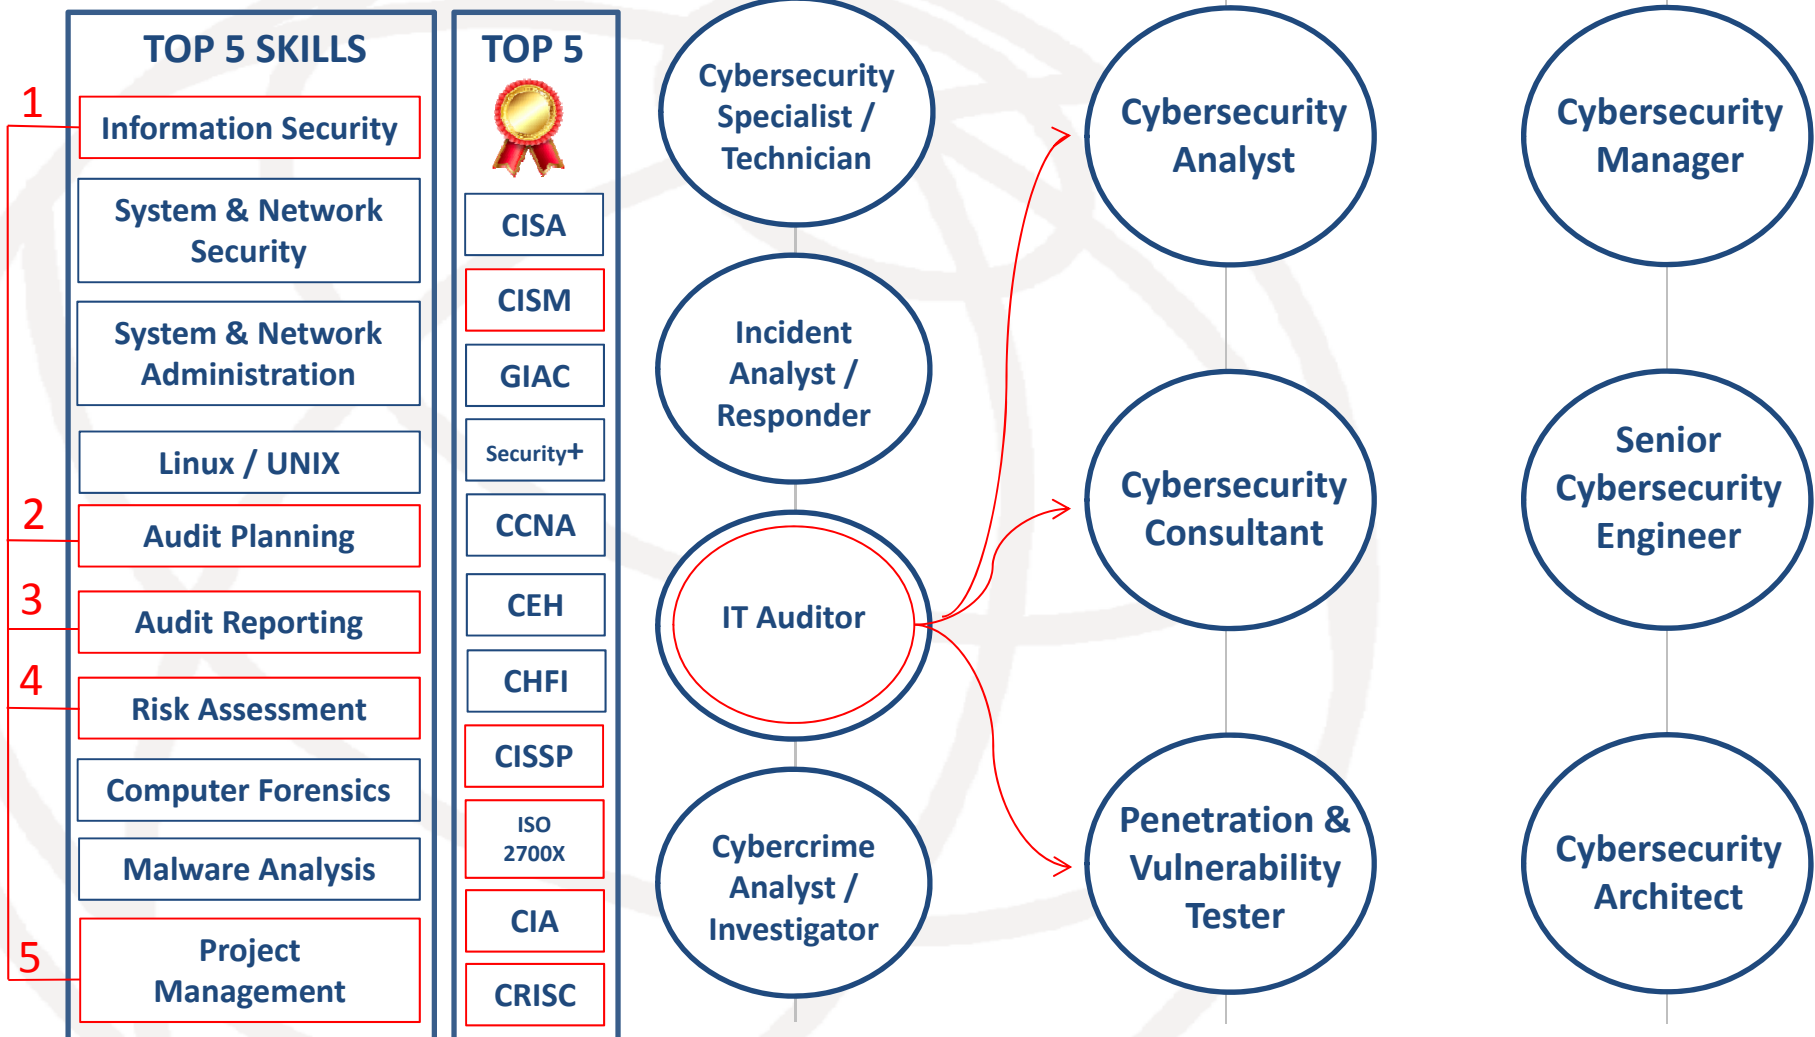 TOP 5 SKILLS
1
Information Security
System & Network
Security
System & Network
Administration
Linux / UNIX
2
Audit Planning
3
Audit Reporting
4
Risk Assessment
Computer Forensics
Malware Analysis
5
Project
Management
TOP 5
CISA
CISM
GIAC
Security+
CCNA
CEH
CHFI
CISSP
ISO
2700X
CIA
CRISC
Cybersecurity
Specialist /
Technician
Incident
Analyst /
Responder
IT Auditor
Cybercrime
Analyst /
Investigator
Cybersecurity
Analyst
Cybersecurity
Consultant
Penetration &
Vulnerability
Tester
Cybersecurity
Manager
Senior
Cybersecurity
Engineer
Cybersecurity
Architect